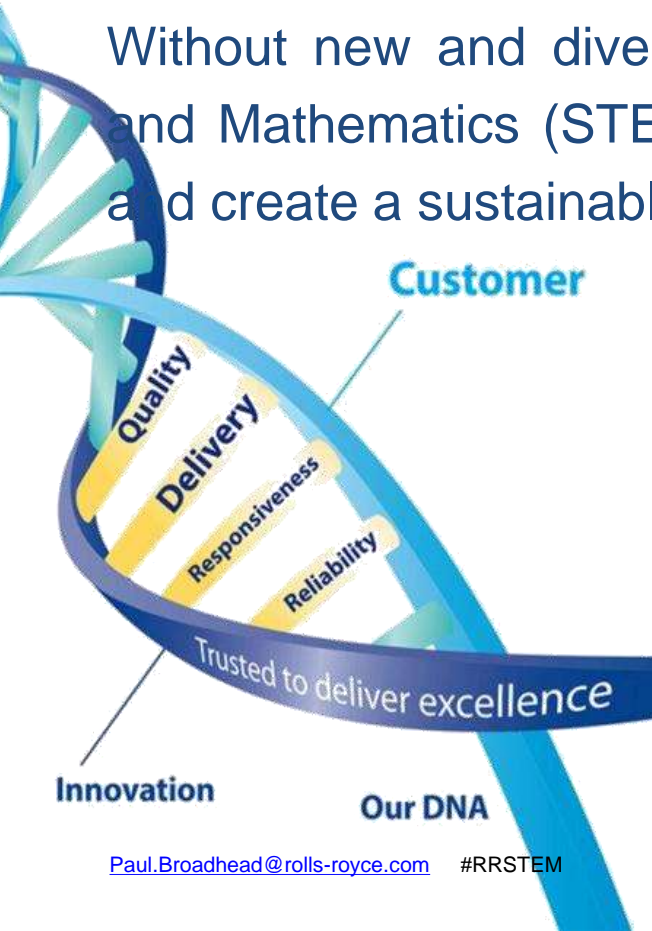 Without new and dive
and Mathematics (STE
and create a sustainabl
Customer
Quality
Delivery
Responsiveness
Reliability
Trusted to deliver excellence
Innovation
Our DNA
Paul.Broadhead@rolls-royce.com #RRSTEM